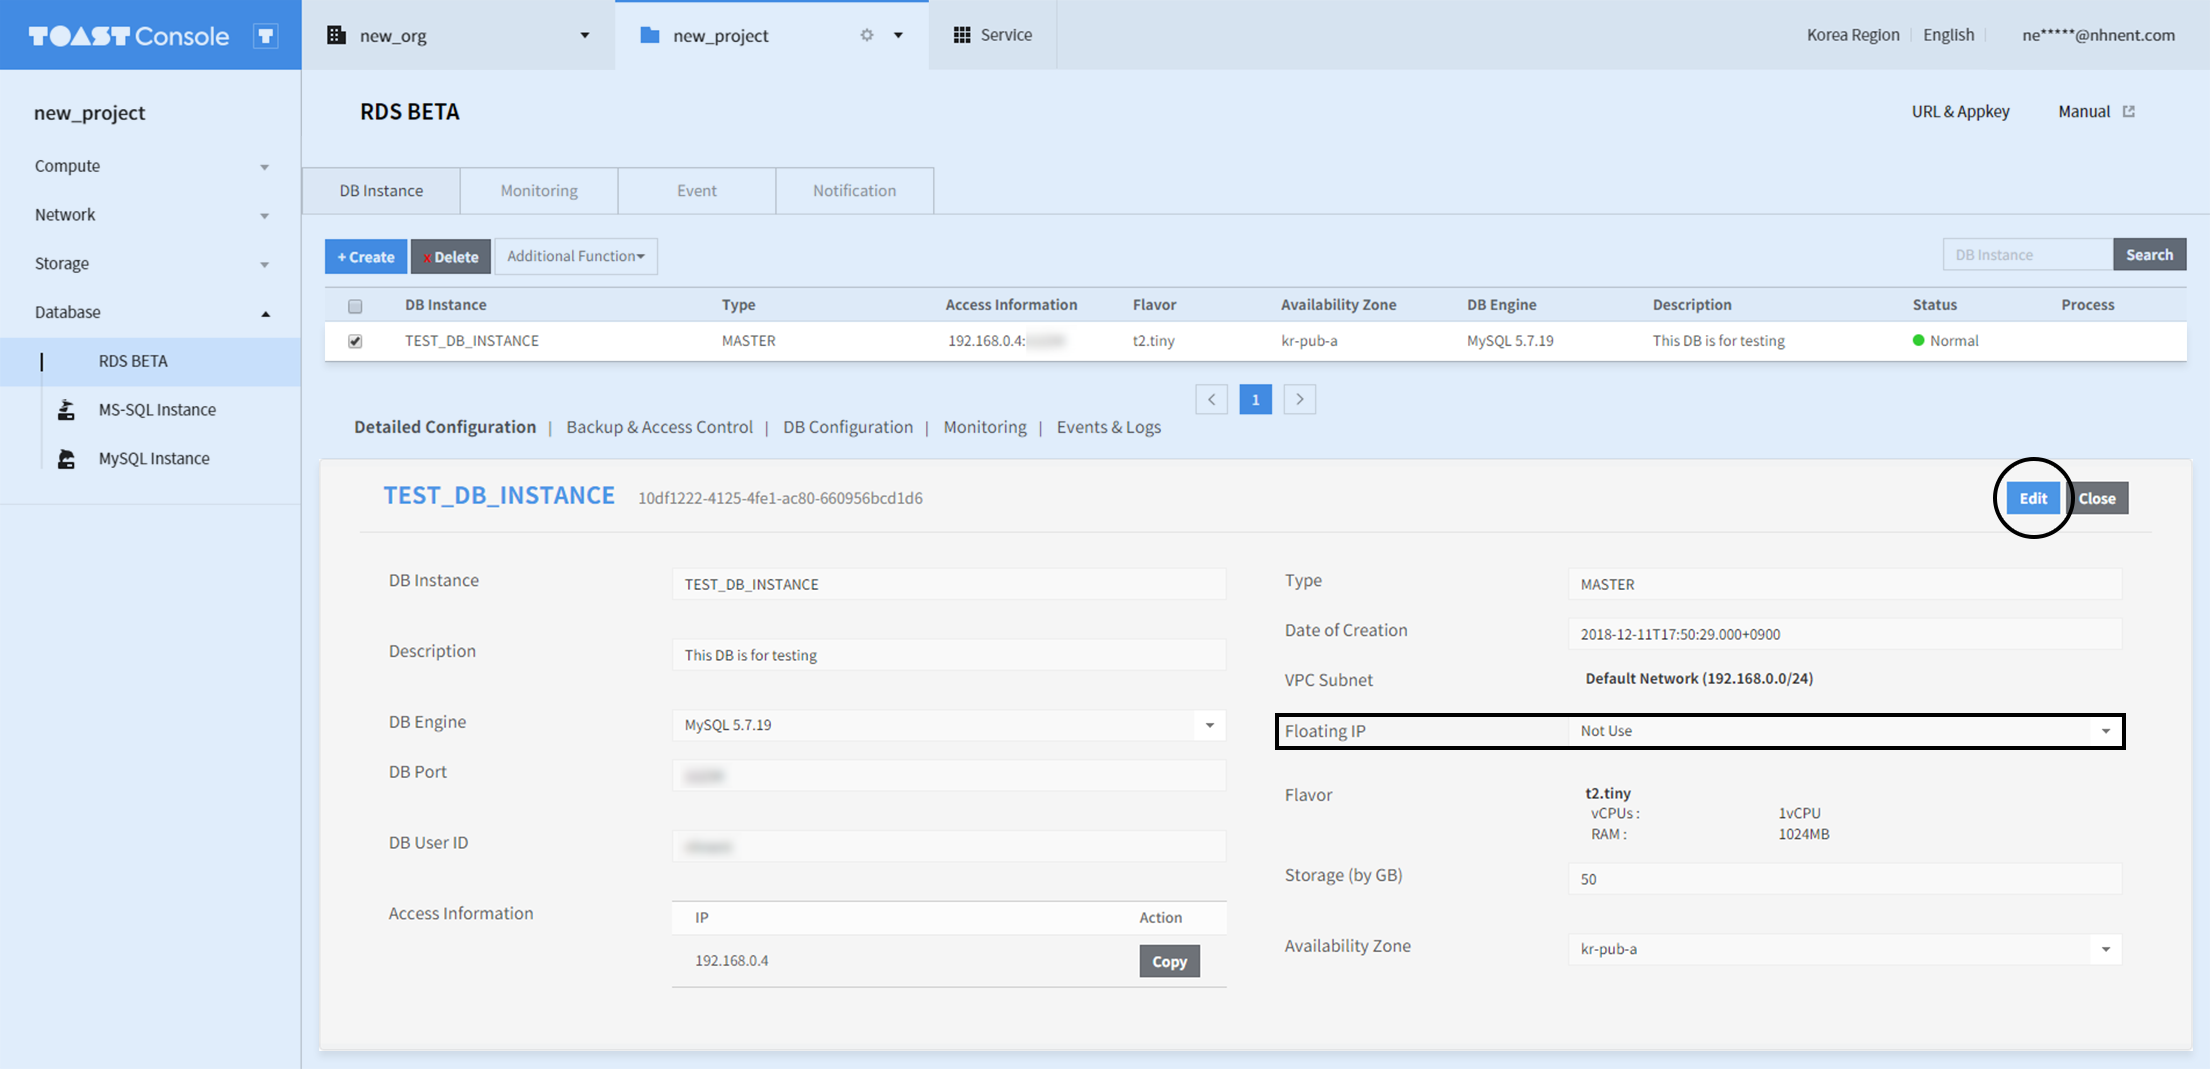 TOAST Console
new_org
new_project
Service
Korea Region
English
ne*****@nhnent.com
new_project
Compute
Network
Storage
Database
RDS BETA
MS-SQL Instance
MySQL Instance
RDS BETA
URL & Appkey
Manual
DB Instance
Monitoring
Event
Notification
+ Create
x Delete
Additional Function
DB Instance
Search
DB Instance Type Access Information Flavor Availability Zone DB Engine Description Status Process
TEST_DB_INSTANCE MASTER 192.168.0.4: t2.tiny kr-pub-a MySQL 5.7.19 This DB is for testing Normal
< 1 >
Detailed Configuration | Backup & Access Control | DB Configuration | Monitoring | Events & Logs
TEST_DB_INSTANCE 10df1222-4125-4fe1-ac80-660956bcd1d6
Edit
Close
DB Instance TEST_DB_INSTANCE
Description This DB is for testing
DB Engine MySQL 5.7.19
DB Port
DB User ID
Access Information
IP Action
192.168.0.4 Copy
Type MASTER
Date of Creation 2018-12-11T17:50:29.000+0900
VPC Subnet Default Network (192.168.0.0/24)
Floating IP Not Use
Flavor t2.tiny
vCPUs : 1vCPU
RAM : 1024MB
Storage (by GB) 50
Availability Zone kr-pub-a